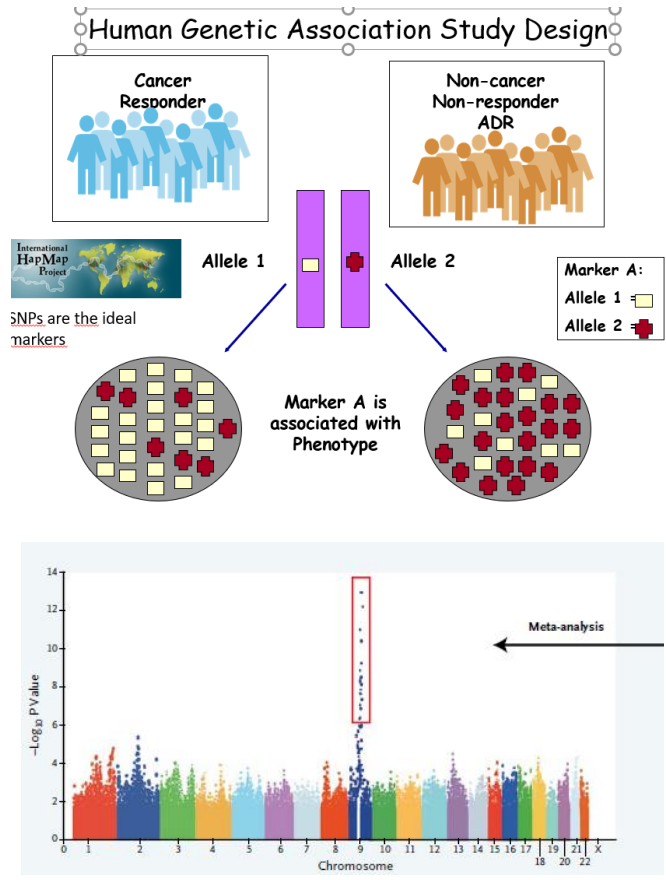 Human Genetic Association Study Design
Cancer
Responder
Non-cancer
Non-responder
ADR
International
HapMap
Project
Allele 1
Allele 2
Marker A:
Allele 1 =
Allele 2 =
SNPs are the ideal
markers
Marker A is
associated with
Phenotype
14
12
10
8
6
4
2
0
−Log10 P Value
Meta-analysis
0 1 2 3 4 5 6 7 8 9 10 11 12 13 14 15 16 17 18 19 20 21 22 X
Chromosome